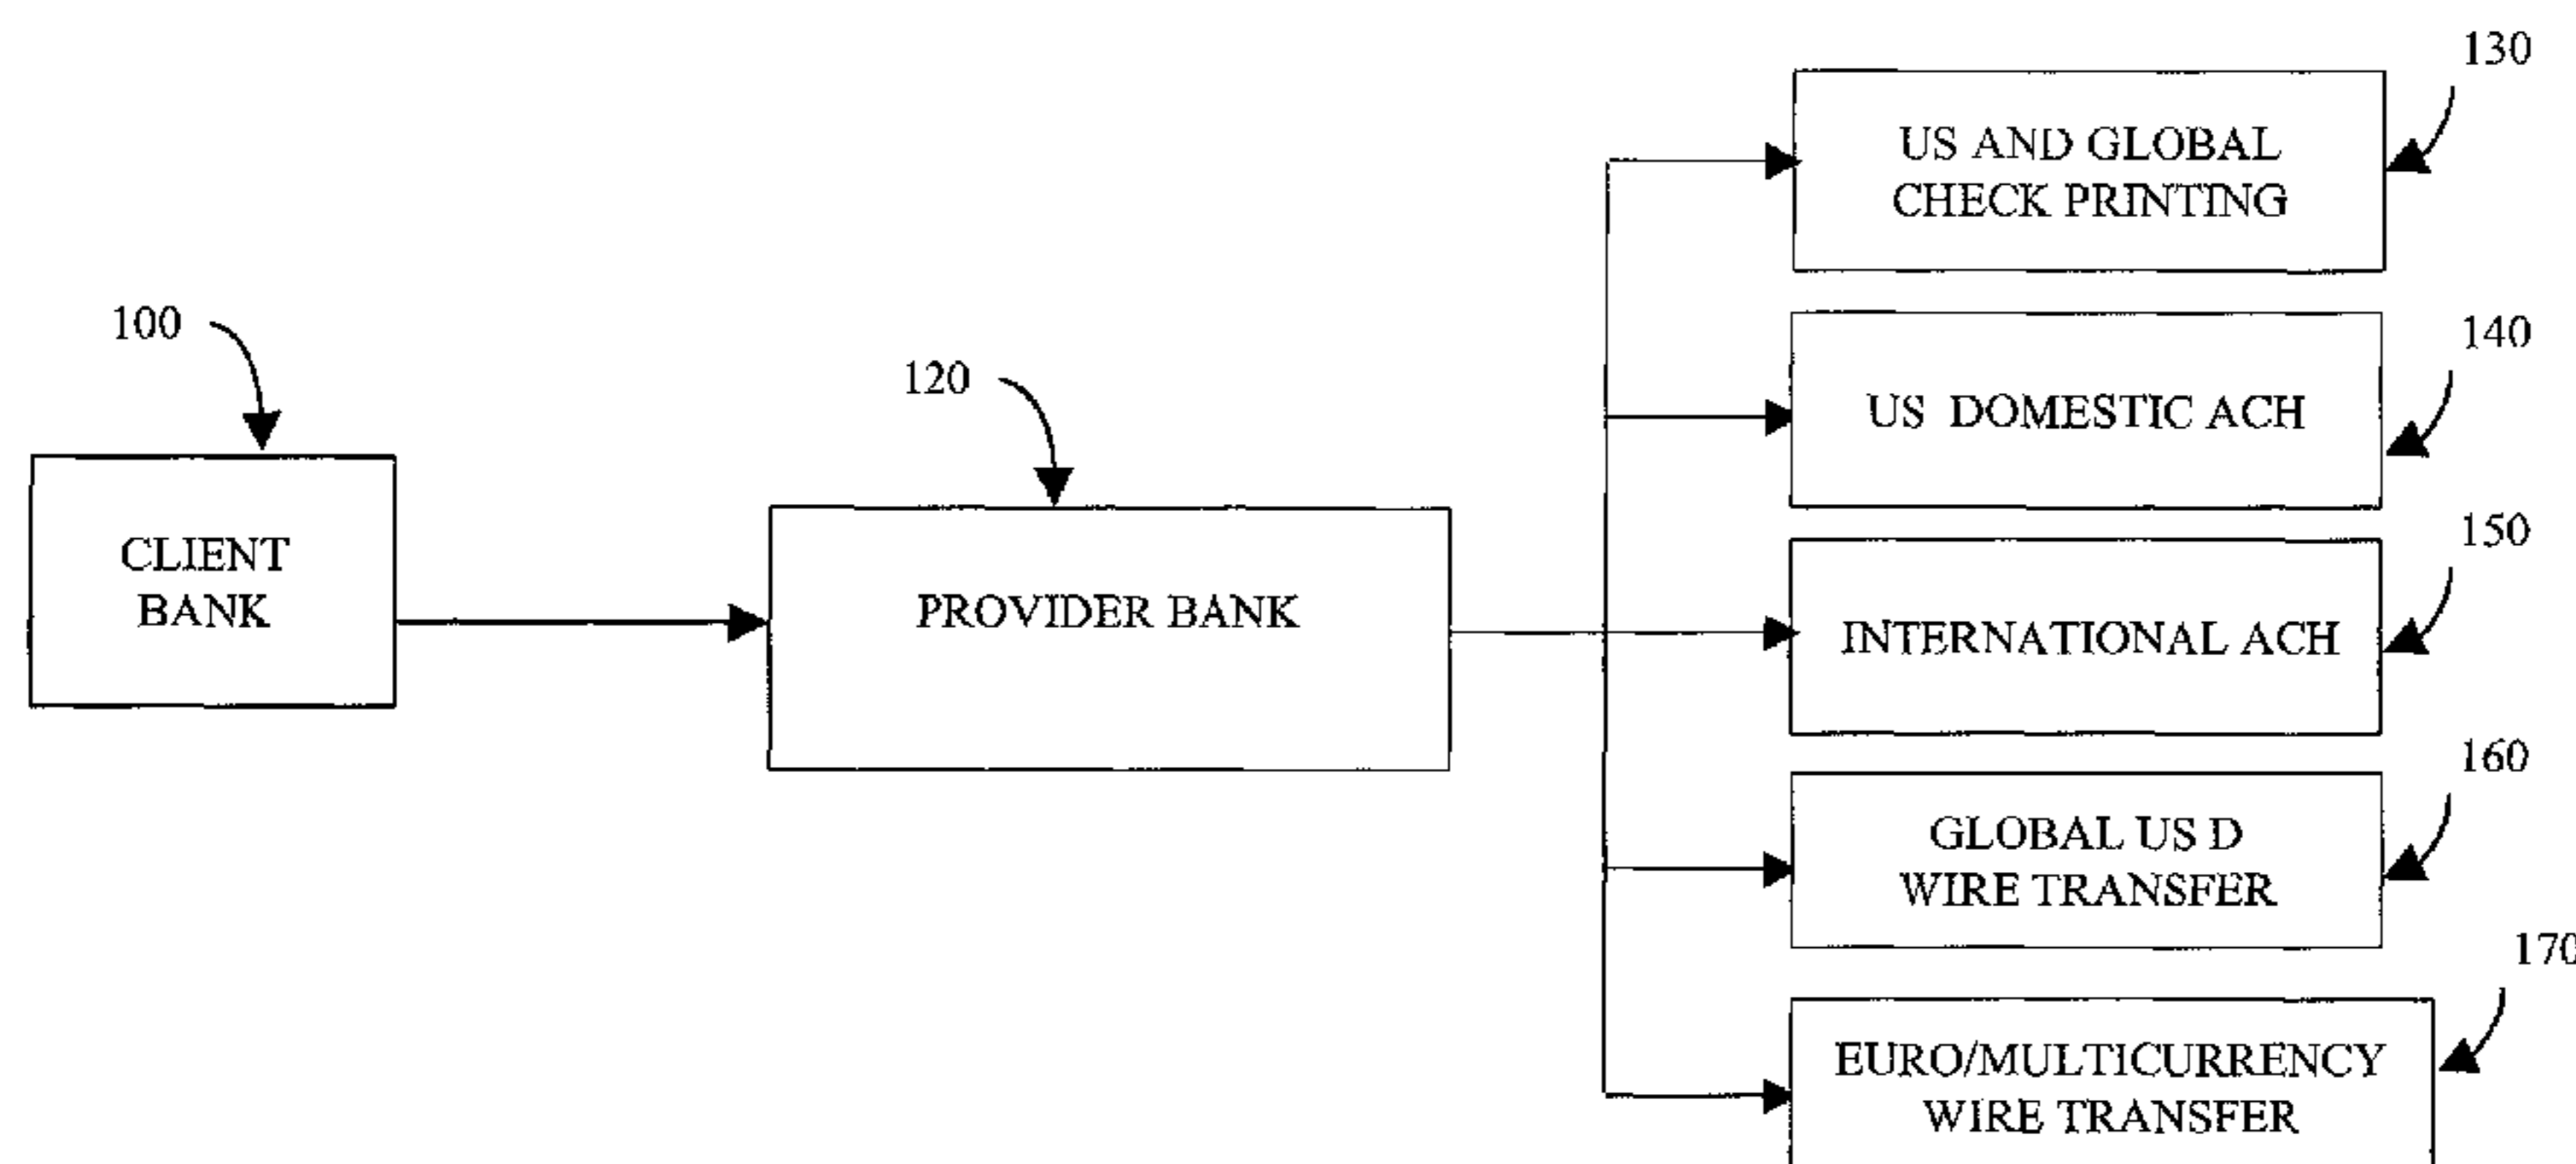 130
US AND GLOBAL
CHECK PRINTING
100
140
120
US DOMESTIC ACH
150
CLIENT
BANK
PROVIDER BANK
INTERNATIONAL ACH
160
GLOBAL US D
WIRE TRANSFER
170
EURO/MULTICURRENCY
WIRE TRANSFER